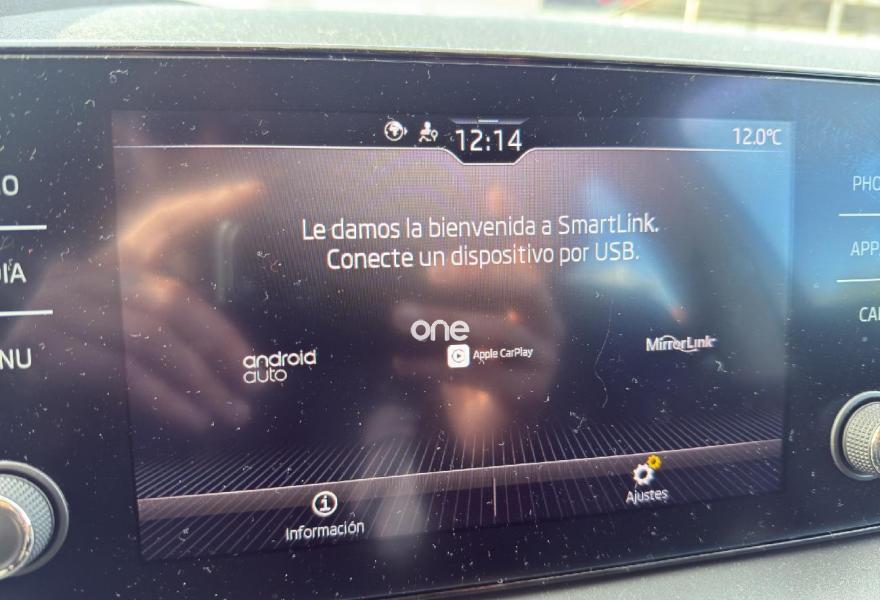 12:14
12.0°C
Le damos la bienvenida a SmartLink.
Conecte un dispositivo por USB.
one
android
auto
Apple CarPlay
MirrorLink
Información
Ajustes